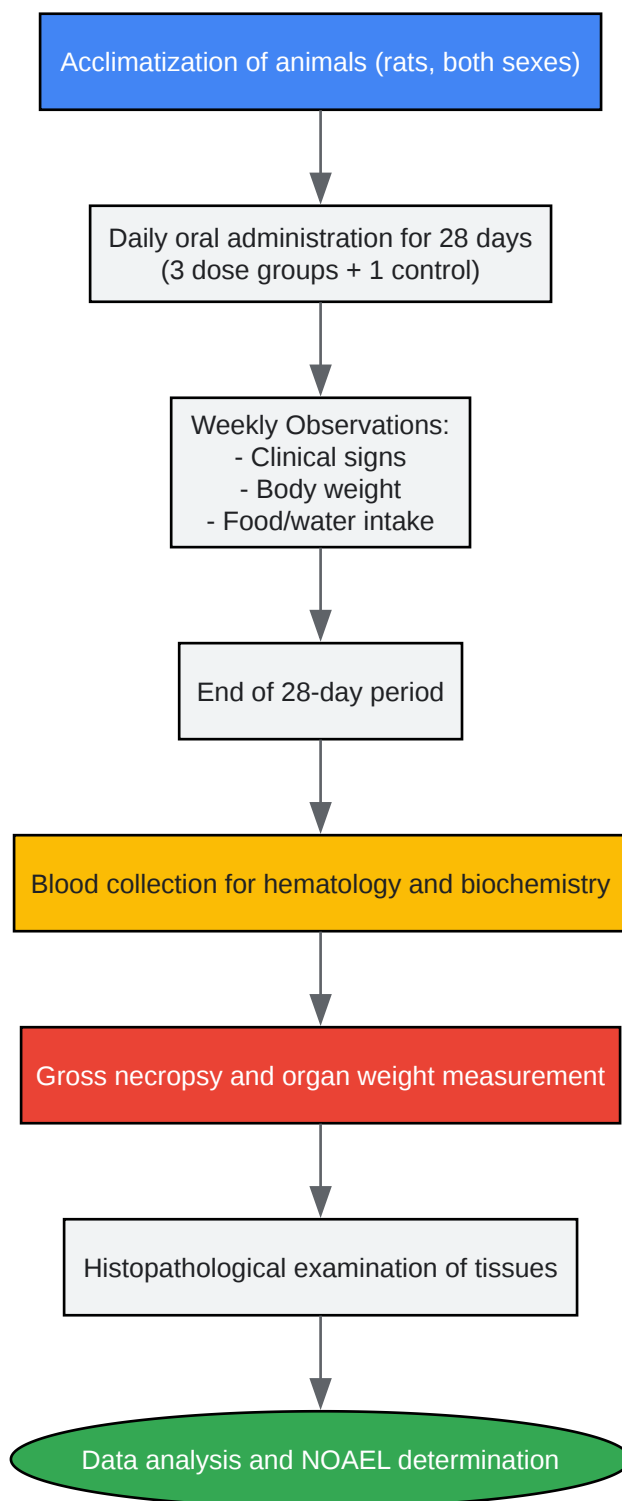 Acclimatization of animals (rats, both sexes)
Daily oral administration for 28 days
(3 dose groups + 1 control)
Weekly Observations:
- Clinical signs
- Body weight
- Food/water intake
End of 28-day period
Blood collection for hematology and biochemistry
Gross necropsy and organ weight measurement
Histopathological examination of tissues
Data analysis and NOAEL determination